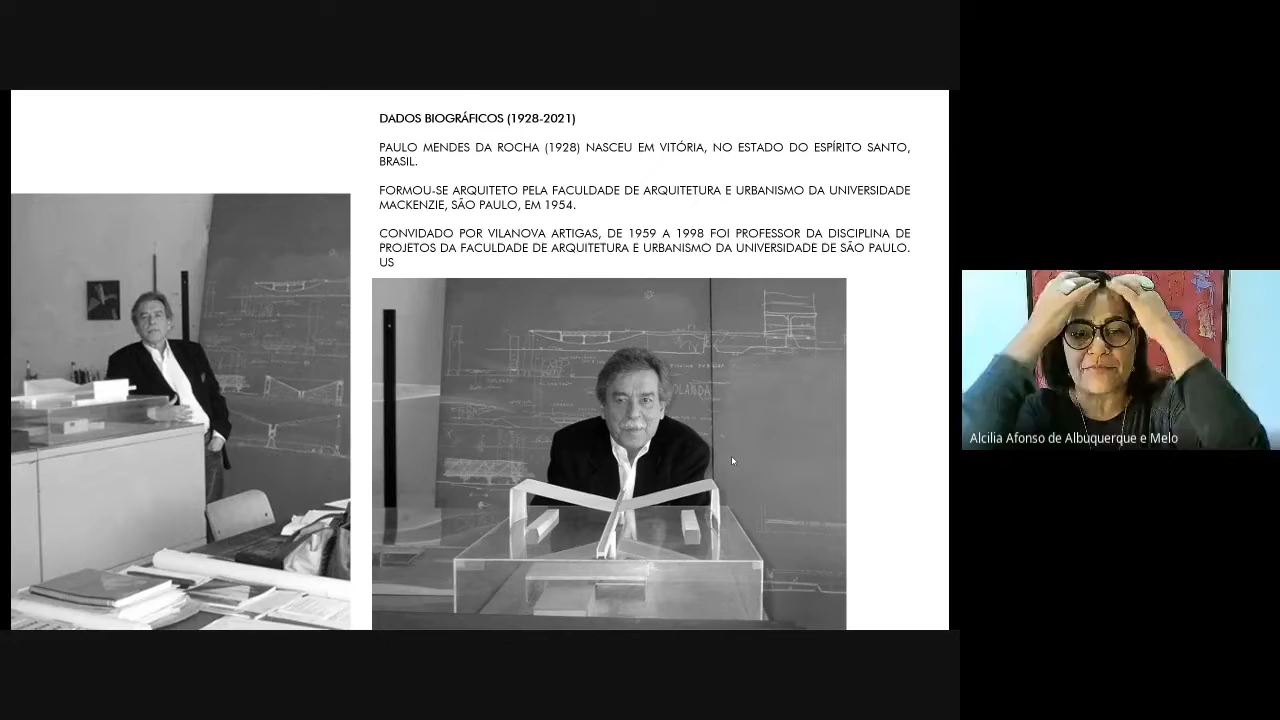 DADOS BIOGRÁFICOS (1928-2021)
PAULO MENDES DA ROCHA (1928) NASCEU EM VITÓRIA, NO ESTADO DO ESPÍRITO SANTO,
BRASIL.
FORMOU-SE ARQUITETO PELA FACULDADE DE ARQUITETURA E URBANISMO DA UNIVERSIDADE
MACKENZIE, SÃO PAULO, EM 1954.
CONVIDADO POR VILANOVA ARTIGAS, DE 1959 A 1998 FOI PROFESSOR DA DISCIPLINA DE
PROJETOS DA FACULDADE DE ARQUITETURA E URBANISMO DA UNIVERSIDADE DE SÃO PAULO.
US
Alcilia Afonso de Albuquerque e Melo